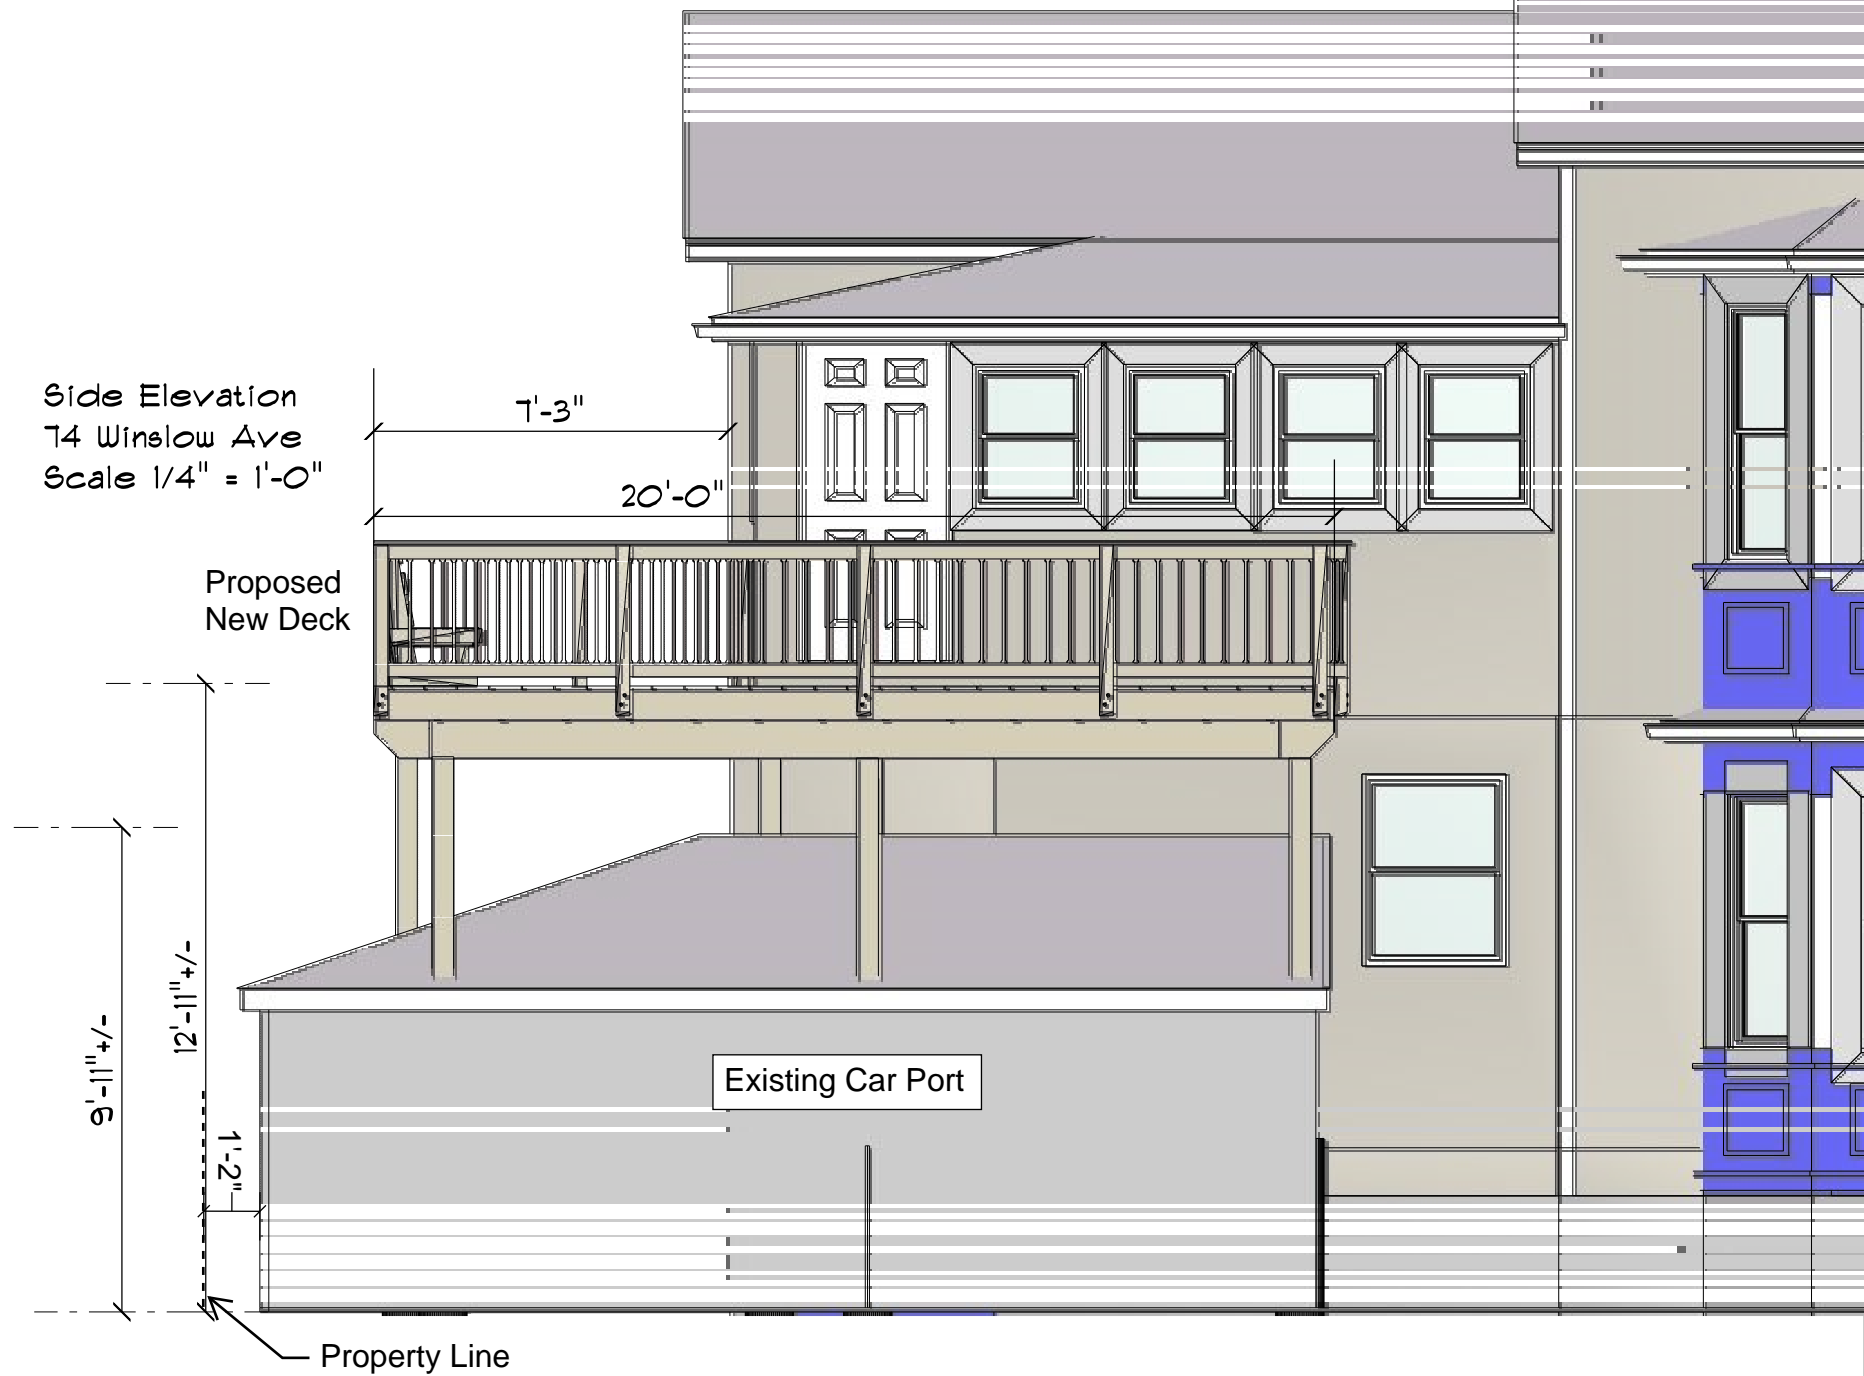 Side Elevation
74 Winslow Ave
Scale 1/4" = 1'-0"
7'-3"
20'-0"
Proposed
New Deck
12'-11"+/-
9'-11"+/-
1'-2"
Existing Car Port
Property Line